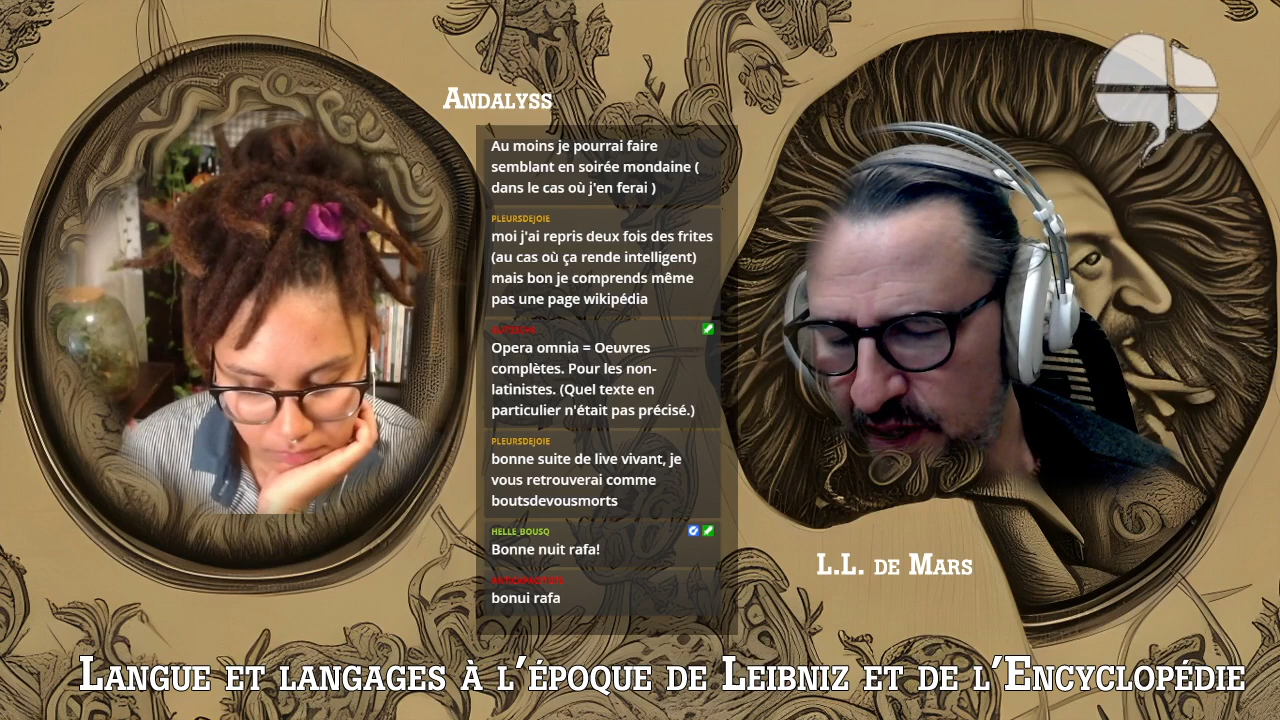 Andalyss
Au moins je pourrai faire
semblant en soirée mondaine (
dans le cas où j'en ferai )
PLEURSDEJOIE
moi j'ai repris deux fois des frites
(au cas où ça rende intelligent)
mais bon je comprends même
pas une page wikipédia
Opera omnia = Oeuvres
complètes. Pour les non-
latinistes. (Quel texte en
particulier n'était pas précisé.)
PLEURSDEJOIE
bonne suite de live vivant, je
vous retrouverai comme
boutsdevousmorts
HELLE_BOUSQ
Bonne nuit rafa!
bonui rafa
L.L. de Mars
Langue et langages à l'époque de Leibniz et de l'Encyclopédie